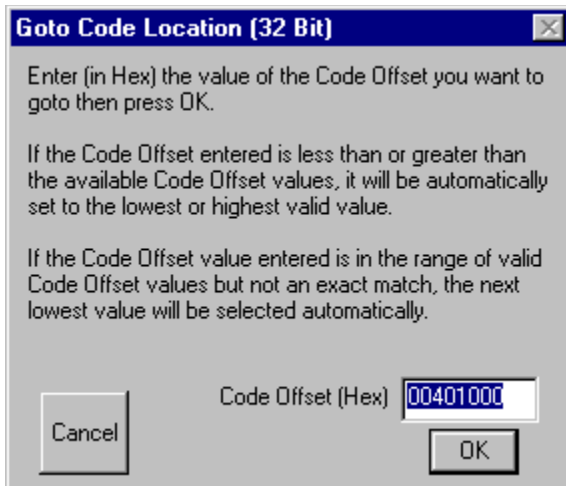 Goto Code Location (32 Bit)
Enter (in Hex) the value of the Code Offset you want to
goto then press OK.
If the Code Offset entered is less than or greater than
the available Code Offset values, it will be automatically
set to the lowest or highest valid value.
If the Code Offset value entered is in the range of valid
Code Offset values but not an exact match, the next
lowest value will be selected automatically.
Code Offset (Hex) 00401000
Cancel
OK